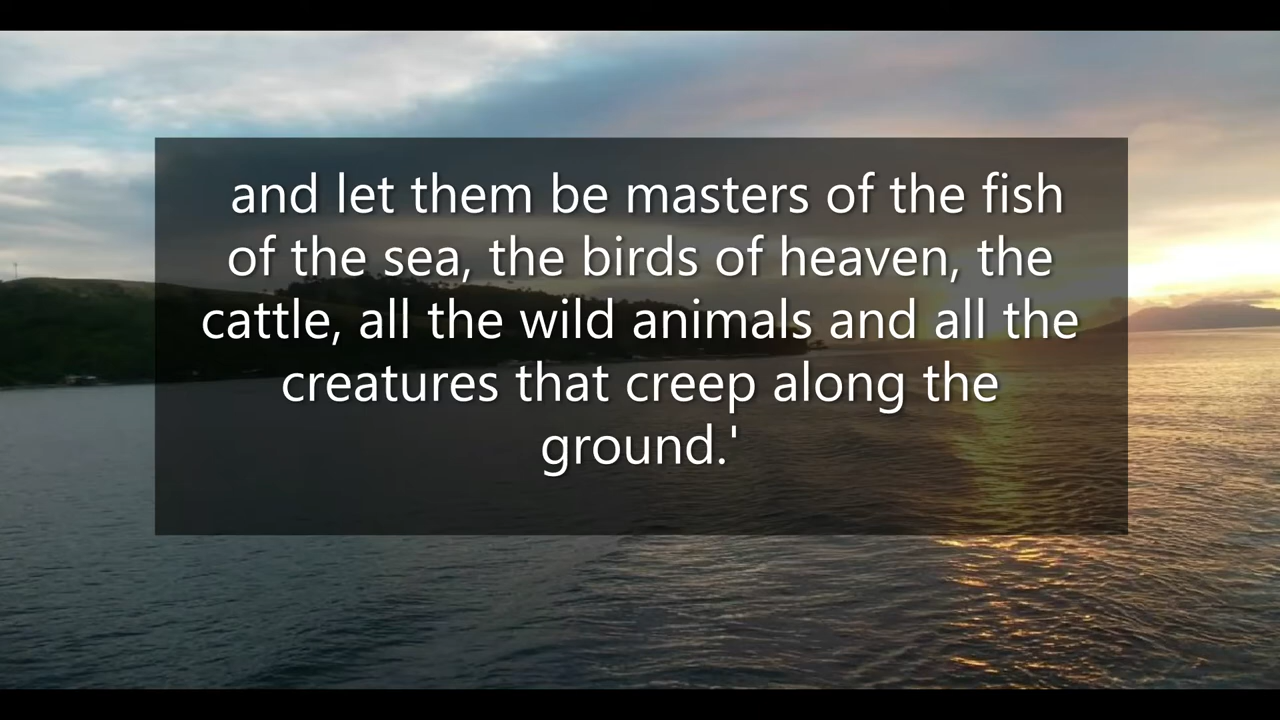 and let them be masters of the fish
of the sea, the birds of heaven, the
cattle, all the wild animals and all the
creatures that creep along the
ground.'